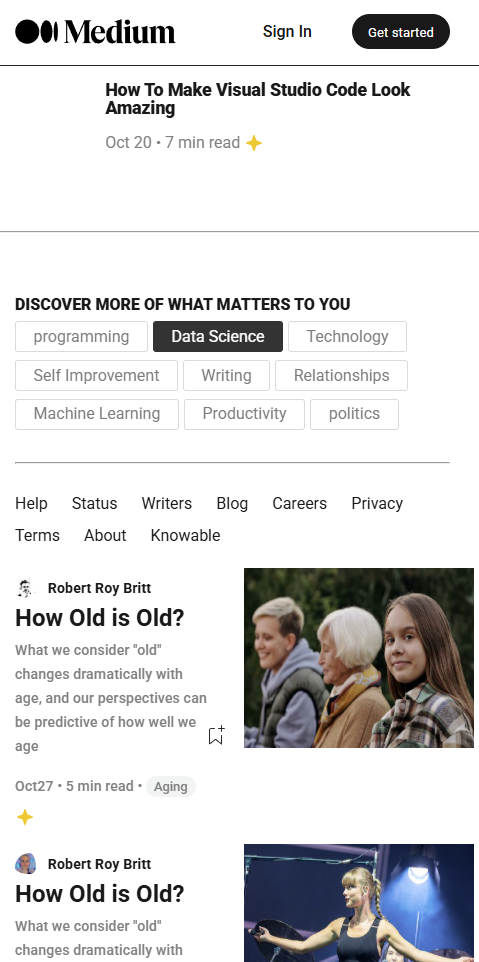 Medium
Sign In
Get started
How To Make Visual Studio Code Look
Amazing
Oct 20 • 7 min read
DISCOVER MORE OF WHAT MATTERS TO YOU
programming
Data Science
Technology
Self Improvement
Writing
Relationships
Machine Learning
Productivity
politics
Help Status Writers Blog Careers Privacy
Terms About Knowable
Robert Roy Britt
How Old is Old?
What we consider "old"
changes dramatically with
age, and our perspectives can
be predictive of how well we
age
Oct27 • 5 min read • Aging
Robert Roy Britt
How Old is Old?
What we consider "old"
changes dramatically with